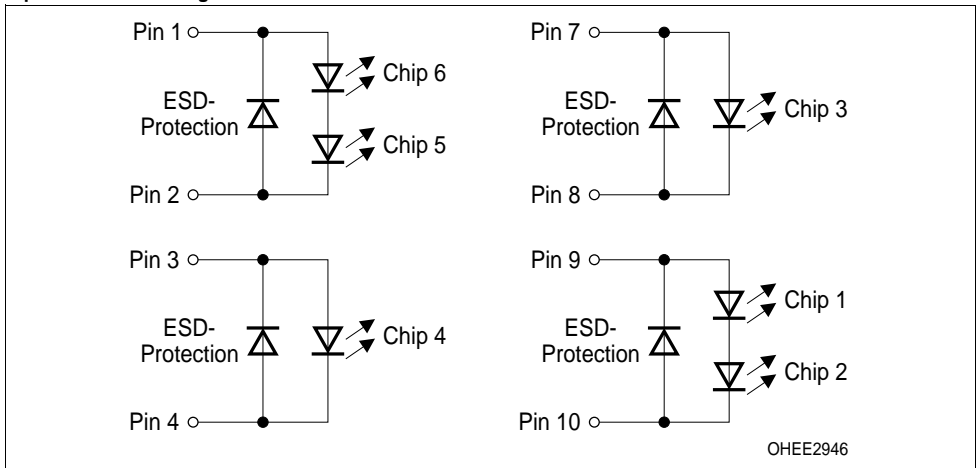 Pin 1
Chip 6
ESD-
Protection
Chip 5
Pin 2
Pin 7
ESD-
Protection
Chip 3
Pin 8
Pin 3
ESD-
Protection
Chip 4
Pin 4
Pin 9
Chip 1
ESD-
Protection
Chip 2
Pin 10
OHEE2946